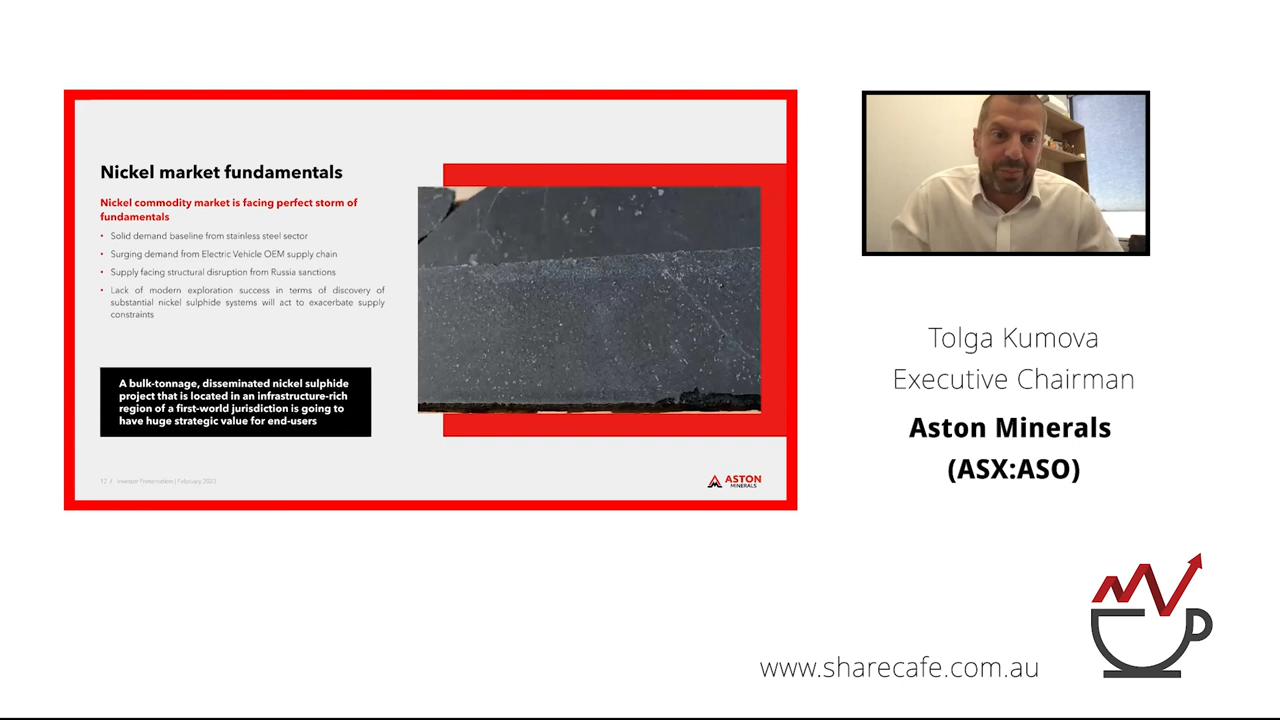 Nickel market fundamentals
Nickel commodity market is facing perfect storm of
fundamentals
• Solid demand baseline from stainless steel sector
• Surging demand from Electric Vehicle OEM supply chain
• Supply facing structural disruption from Russia sanctions
• Lack of modern exploration success in terms of discovery of
substantial nickel sulphide systems will act to exacerbate supply
constraints
A bulk-tonnage, disseminated nickel sulphide
project that is located in an infrastructure-rich
region of a first-world jurisdiction is going to
have huge strategic value for end-users
12 / Investor Presentation | February 2023
ASTON
MINERALS
Tolga Kumova
Executive Chairman
Aston Minerals
(ASX:ASO)
www.sharecafe.com.au